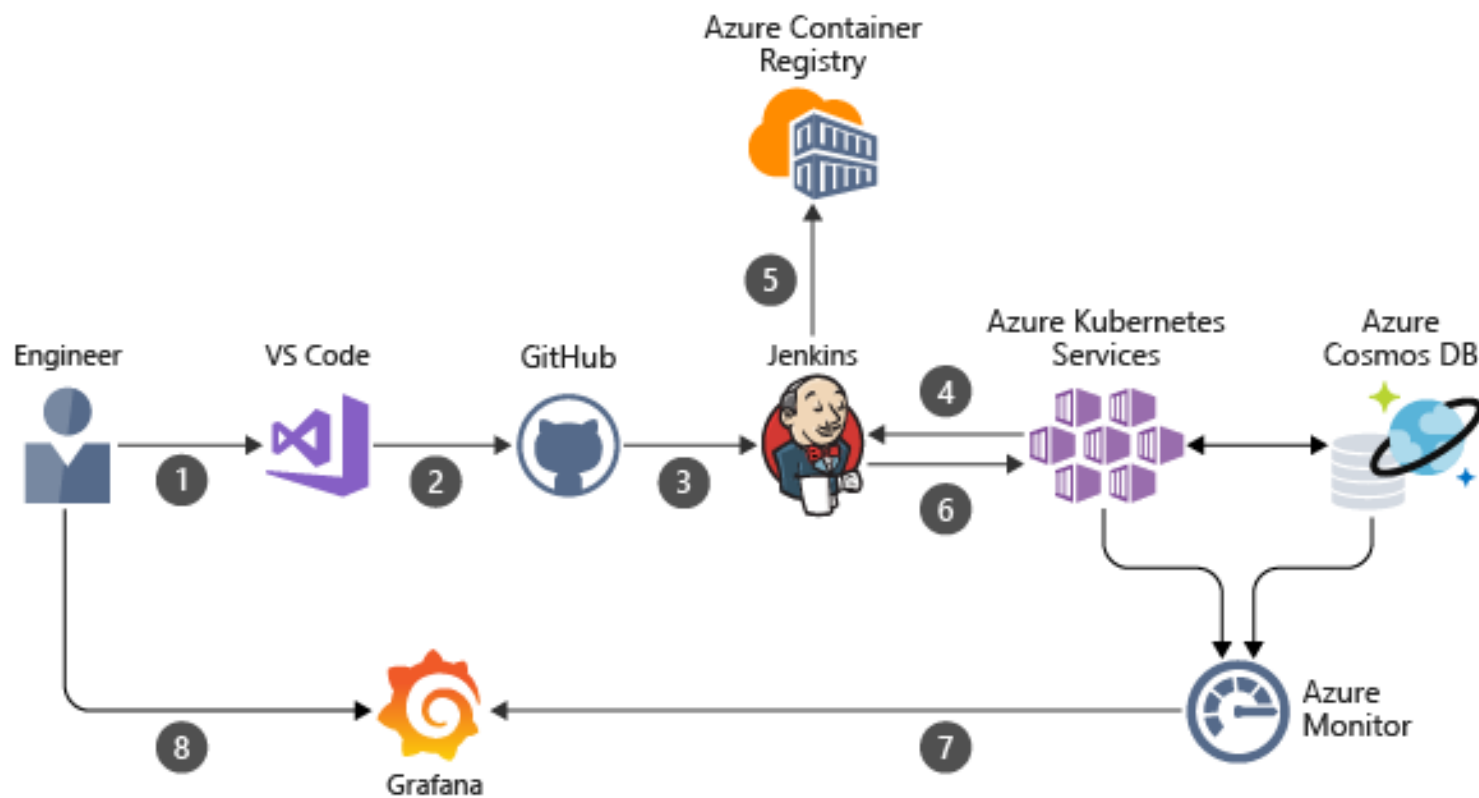 Azure Container
Registry
5
Engineer
VS Code
GitHub
Jenkins
Azure Kubernetes
Services
Azure
Cosmos DB
4
1
2
3
6
Azure
Monitor
8
7
Grafana